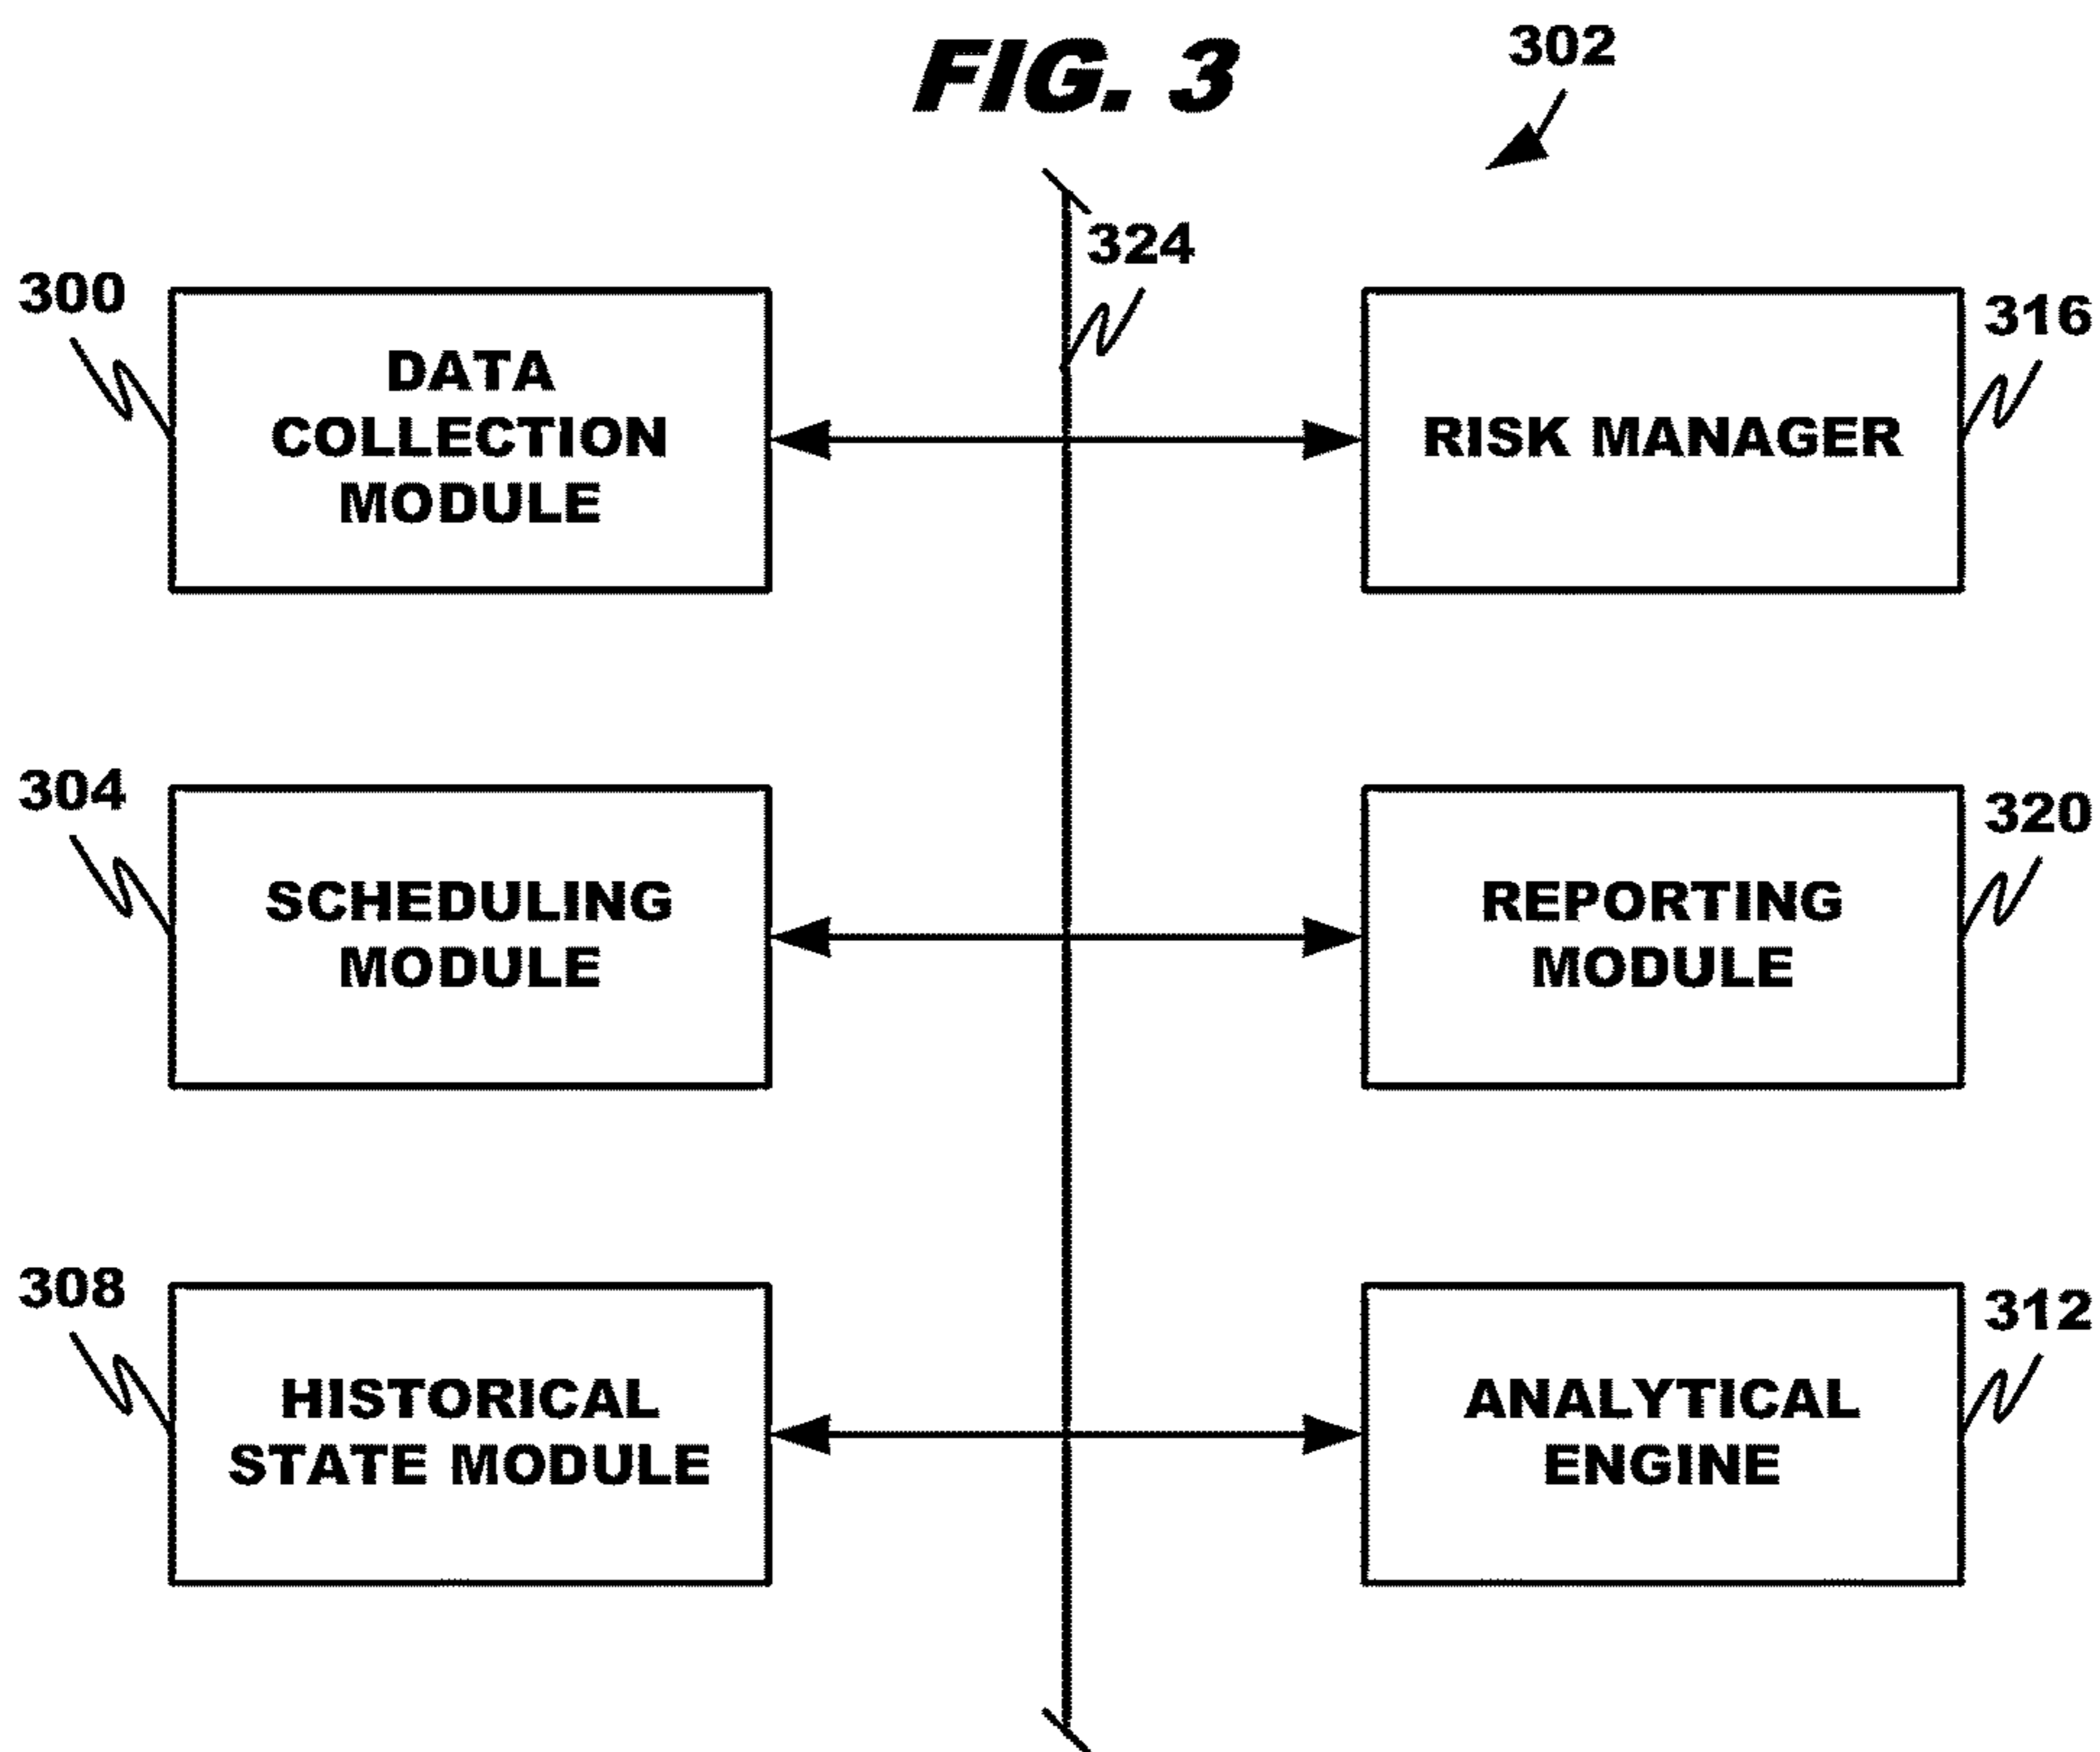 FIG. 3
302
324
300
DATA
COLLECTION
MODULE
316
RISK MANAGER
304
SCHEDULING
MODULE
320
REPORTING
MODULE
308
HISTORICAL
STATE MODULE
312
ANALYTICAL
ENGINE